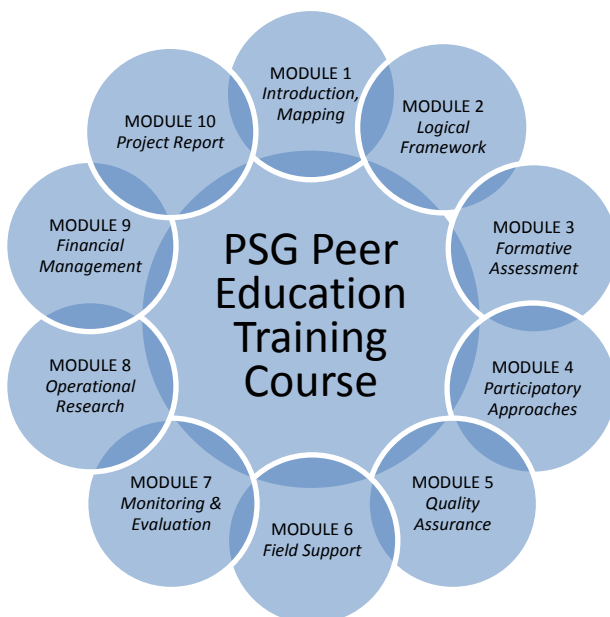 MODULE 1
Introduction,
Mapping
MODULE 2
Logical
Framework
MODULE 3
Formative
Assessment
MODULE 4
Participatory
Approaches
MODULE 5
Quality
Assurance
MODULE 6
Field Support
MODULE 7
Monitoring &
Evaluation
MODULE 8
Operational
Research
MODULE 9
Financial
Management
MODULE 10
Project Report
PSG Peer
Education
Training
Course